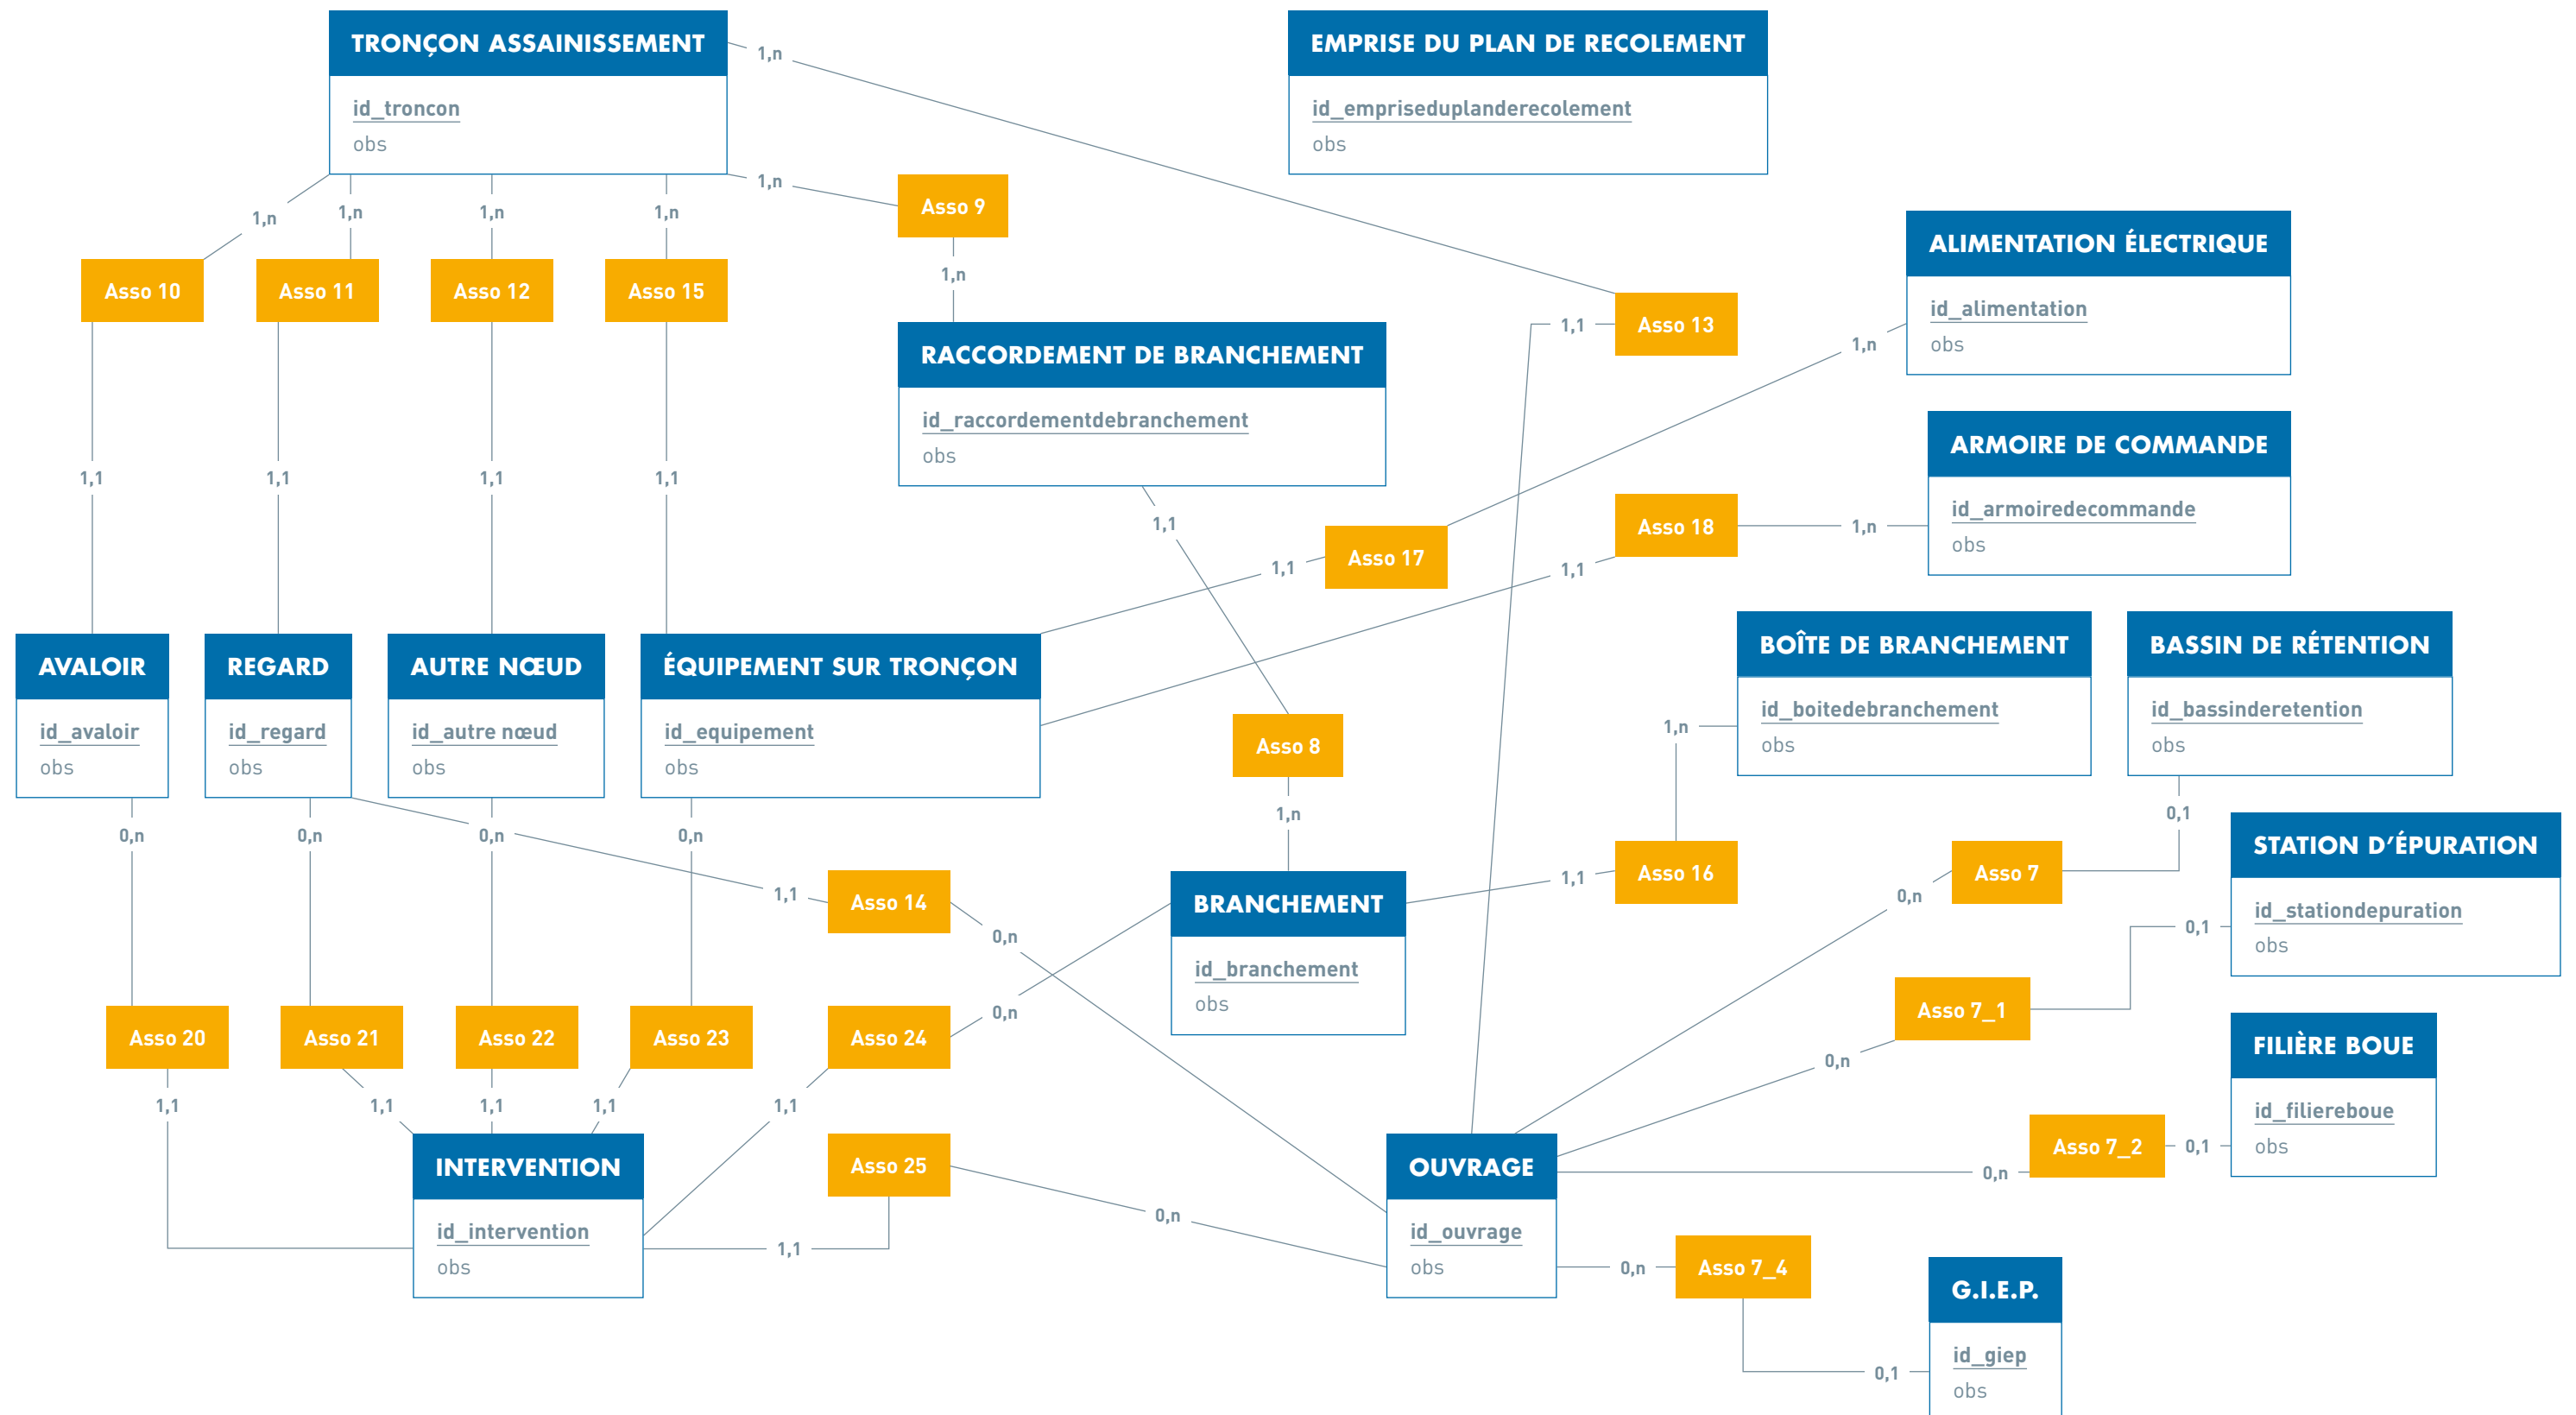 TRONÇON ASSAINISSEMENT
id_troncon
obs
EMPRISE DU PLAN DE RECOLEMENT
id_empriseduplanderecolement
obs
1,n
1,n
1,n
1,n
1,n
1,n
Asso 9
1,n
Asso 10
Asso 11
Asso 12
Asso 15
ALIMENTATION ÉLECTRIQUE
id_alimentation
obs
1,1
Asso 13
1,n
RACCORDEMENT DE BRANCHEMENT
id_raccordementdebranchement
obs
ARMOIRE DE COMMANDE
id_armoiredecommande
obs
1,1
1,1
1,1
1,1
1,1
Asso 18
1,n
1,1
Asso 17
1,1
AVALOIR
id_avaloir
obs
REGARD
id_regard
obs
AUTRE NŒUD
id_autre nœud
obs
ÉQUIPEMENT SUR TRONÇON
id_equipement
obs
BOÎTE DE BRANCHEMENT
id_boitedebranchement
obs
BASSIN DE RÉTENTION
id_bassinderetention
obs
1,n
Asso 8
1,n
0,1
0,n
0,n
0,n
0,n
STATION D’ÉPURATION
id_stationdepuration
obs
1,1
Asso 14
0,n
BRANCHEMENT
id_branchement
obs
1,1
Asso 16
0,n
Asso 7
0,1
Asso 7_1
0,n
Asso 20
Asso 21
Asso 22
Asso 23
Asso 24
0,n
FILIÈRE BOUE
id_filiereboue
obs
1,1
1,1
1,1
1,1
1,1
INTERVENTION
id_intervention
obs
Asso 25
1,1
0,n
OUVRAGE
id_ouvrage
obs
0,n
Asso 7_2
0,1
0,n
Asso 7_4
0,1
G.I.E.P.
id_giep
obs